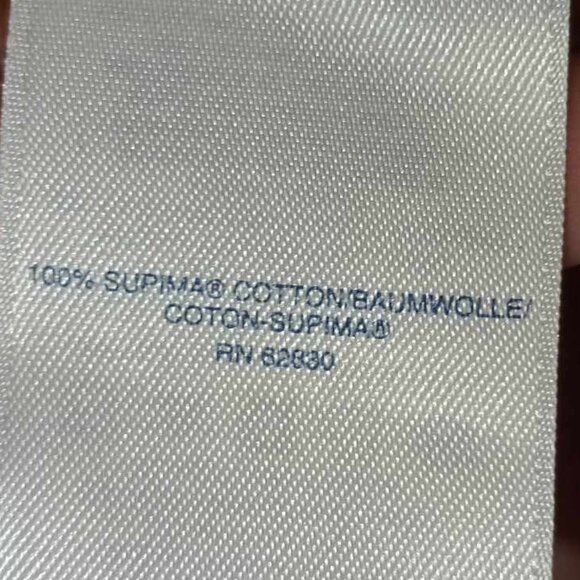 100% SUPIMA® COTTON/BAUMWOLLE/
COTON-SUPIMA®
RN 62830